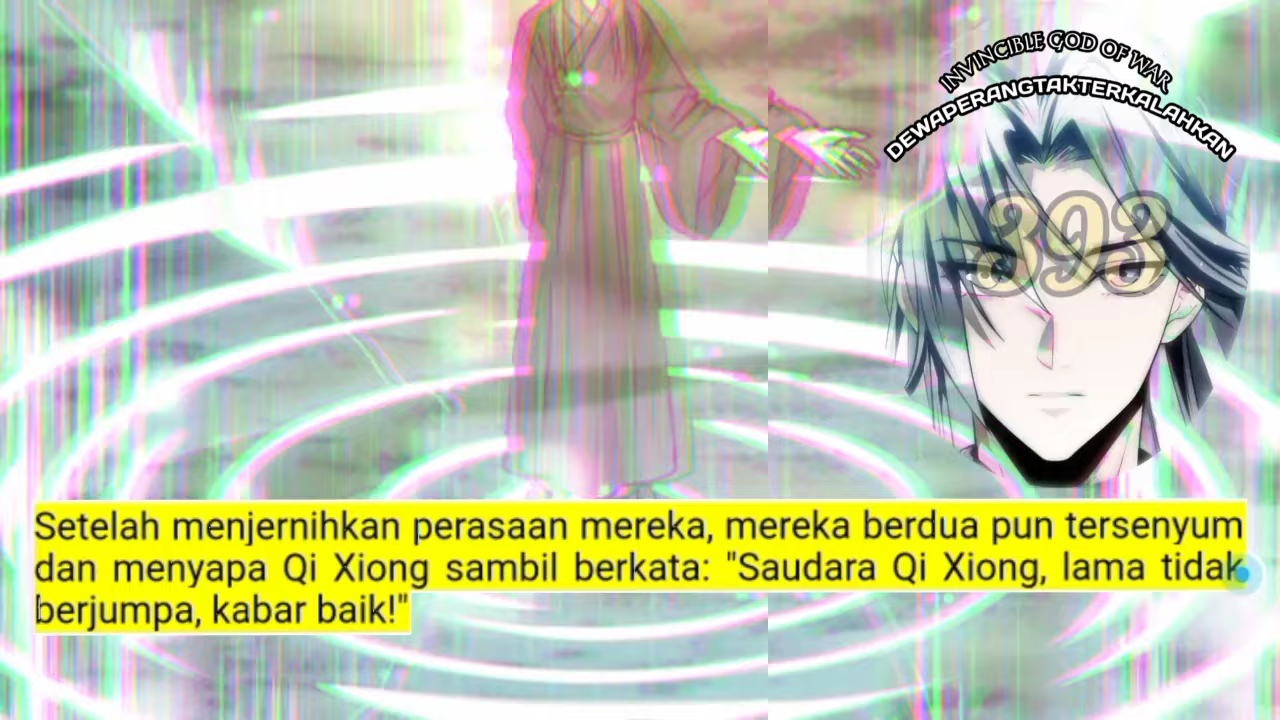 INVINCIBLE GOD OF WAR
DEWAPERANGTAKTERKALAHKAN
393
Setelah menjernihkan perasaan mereka, mereka berdua pun tersenyum
dan menyapa Qi Xiong sambil berkata: "Saudara Qi Xiong, lama tidak
berjumpa, kabar baik!"